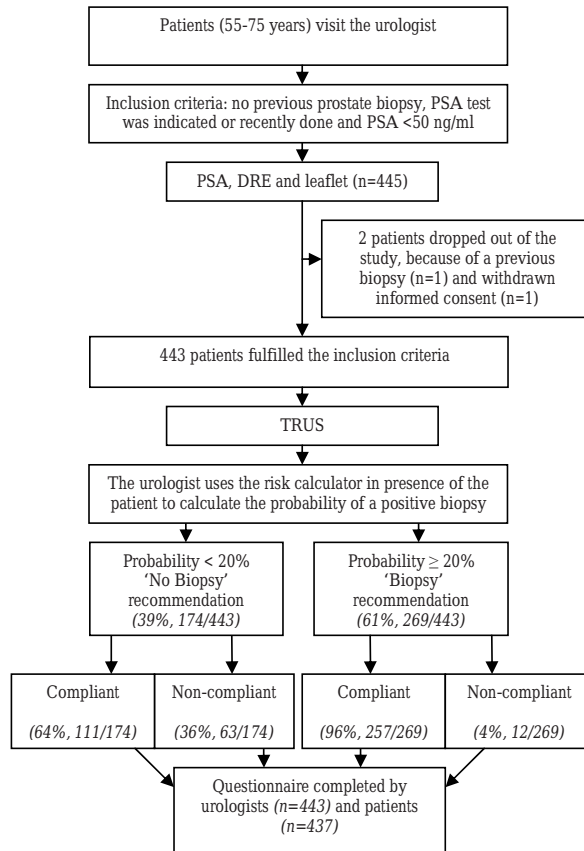 Patients (55-75 years) visit the urologist
Inclusion criteria: no previous prostate biopsy, PSA test
was indicated or recently done and PSA <50 ng/ml
PSA, DRE and leaflet (n=445)
2 patients dropped out of the
study, because of a previous
biopsy (n=1) and withdrawn
informed consent (n=1)
443 patients fulfilled the inclusion criteria
TRUS
The urologist uses the risk calculator in presence of the
patient to calculate the probability of a positive biopsy
Probability < 20%
‘No Biopsy’
recommendation
(39%, 174/443)
Probability ≥ 20%
‘Biopsy’
recommendation
(61%, 269/443)
Compliant
(64%, 111/174)
Non-compliant
(36%, 63/174)
Compliant
(96%, 257/269)
Non-compliant
(4%, 12/269)
Questionnaire completed by
urologists (n=443) and patients
(n=437)